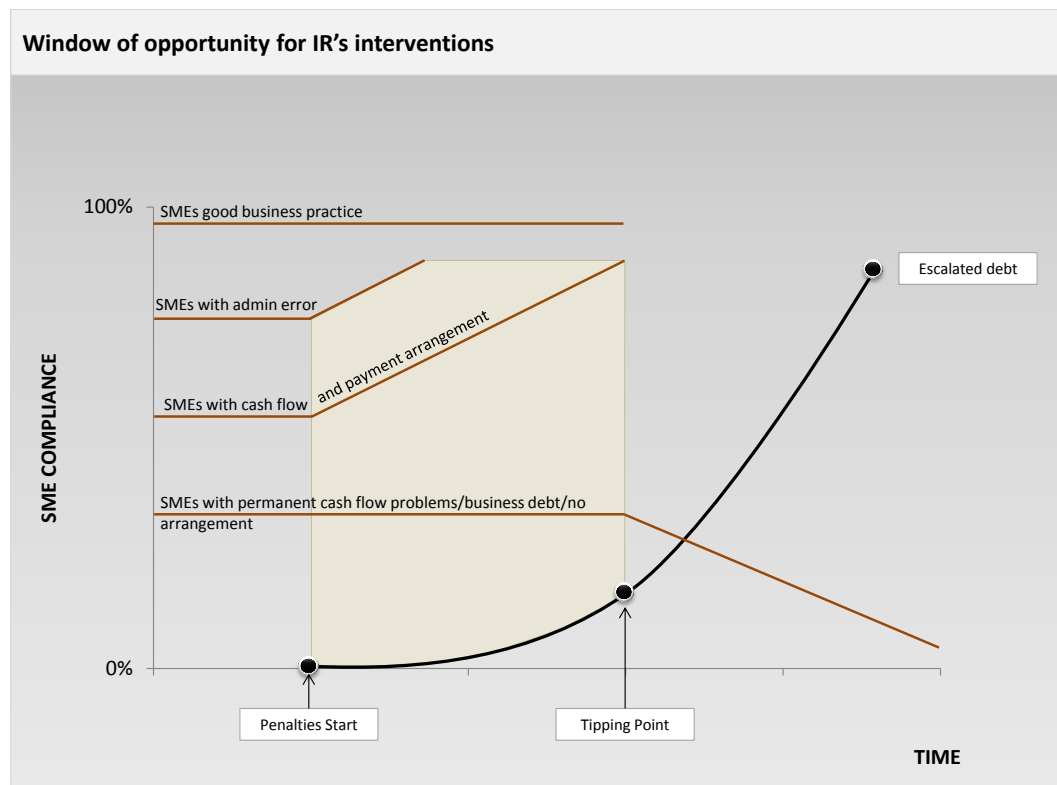 Window of opportunity for IR’s interventions
100%
SMEs good business practice
Escalated debt
SMEs with admin error
and payment arrangement
SMEs with cash flow
SME COMPLIANCE
SMEs with permanent cash flow problems/business debt/no
arrangement
0%
Penalties Start
Tipping Point
TIME